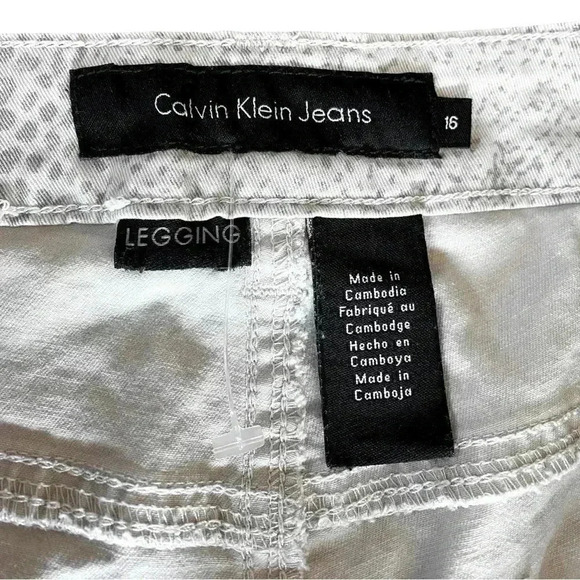 Calvin Klein Jeans
16
LEGGING
Made in
Cambodia
Fabriqué au
Cambodge
Hecho en
Camboya
Made in
Camboja